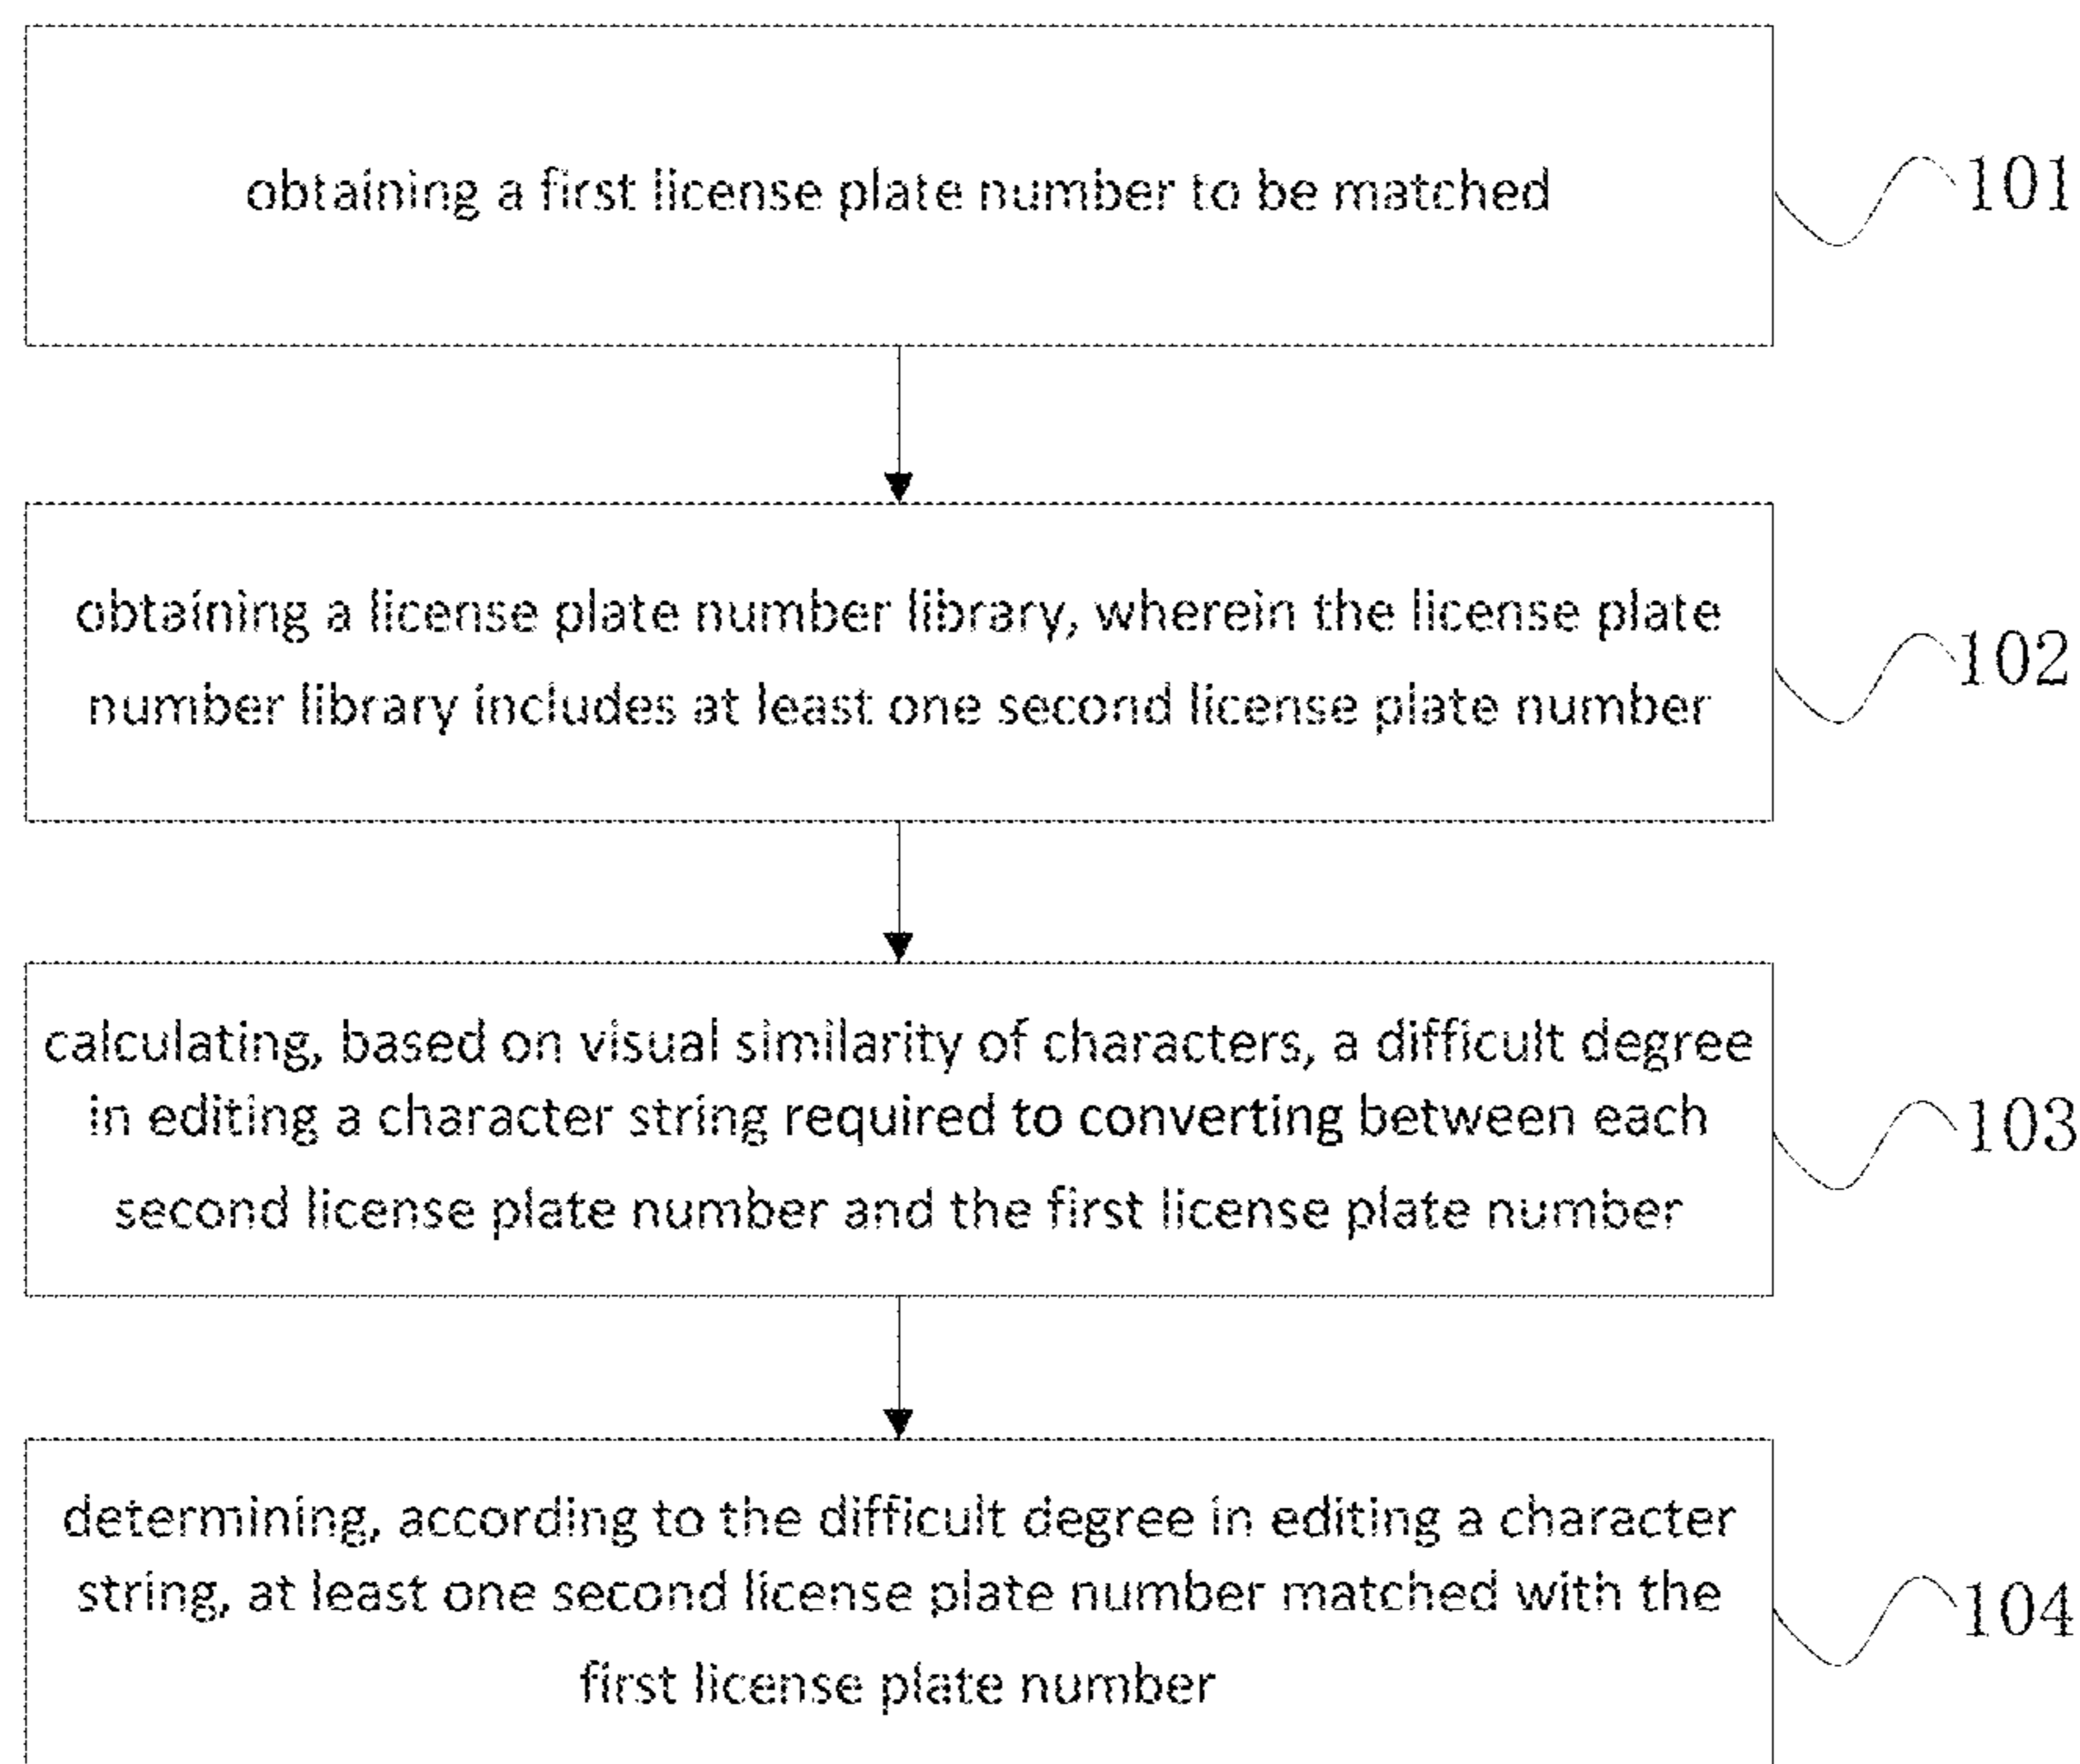 obtaining a first license plate number to be matched
101
obtaining a license plate number library, wherein the license plate
number library includes at least one second license plate number
102
calculating, based on visual similarity of characters, a difficult degree
in editing a character string required to converting between each
second license plate number and the first license plate number
103
determining, according to the difficult degree in editing a character
string, at least one second license plate number matched with the
first license plate number
104